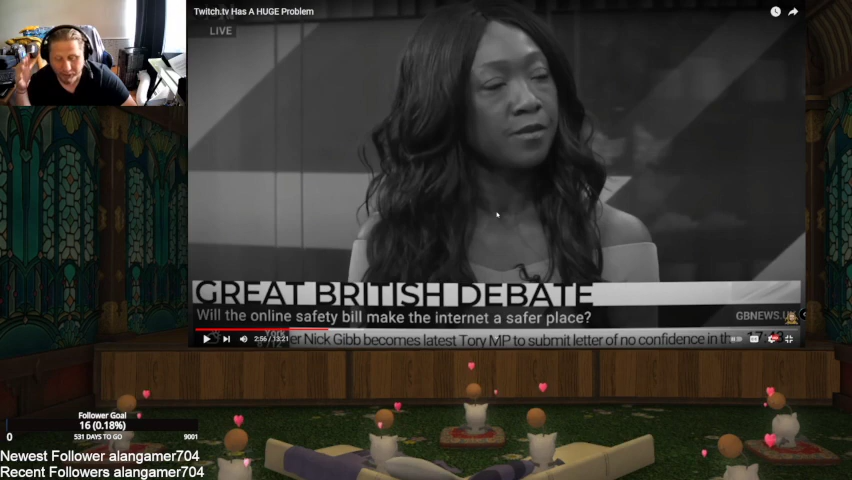 Twitch.tv Has A HUGE Problem
LIVE
GREAT BRITISH DEBATE
Will the online safety bill make the internet a safer place?
GBNEWS.UK
er Nick Gibb becomes latest Tory MP to submit letter of no confidence in th
2:56 / 13:21
Follower Goal
16 (0.18%)
0
531 DAYS TO GO
9001
Newest Follower alangamer704
Recent Followers alangamer704